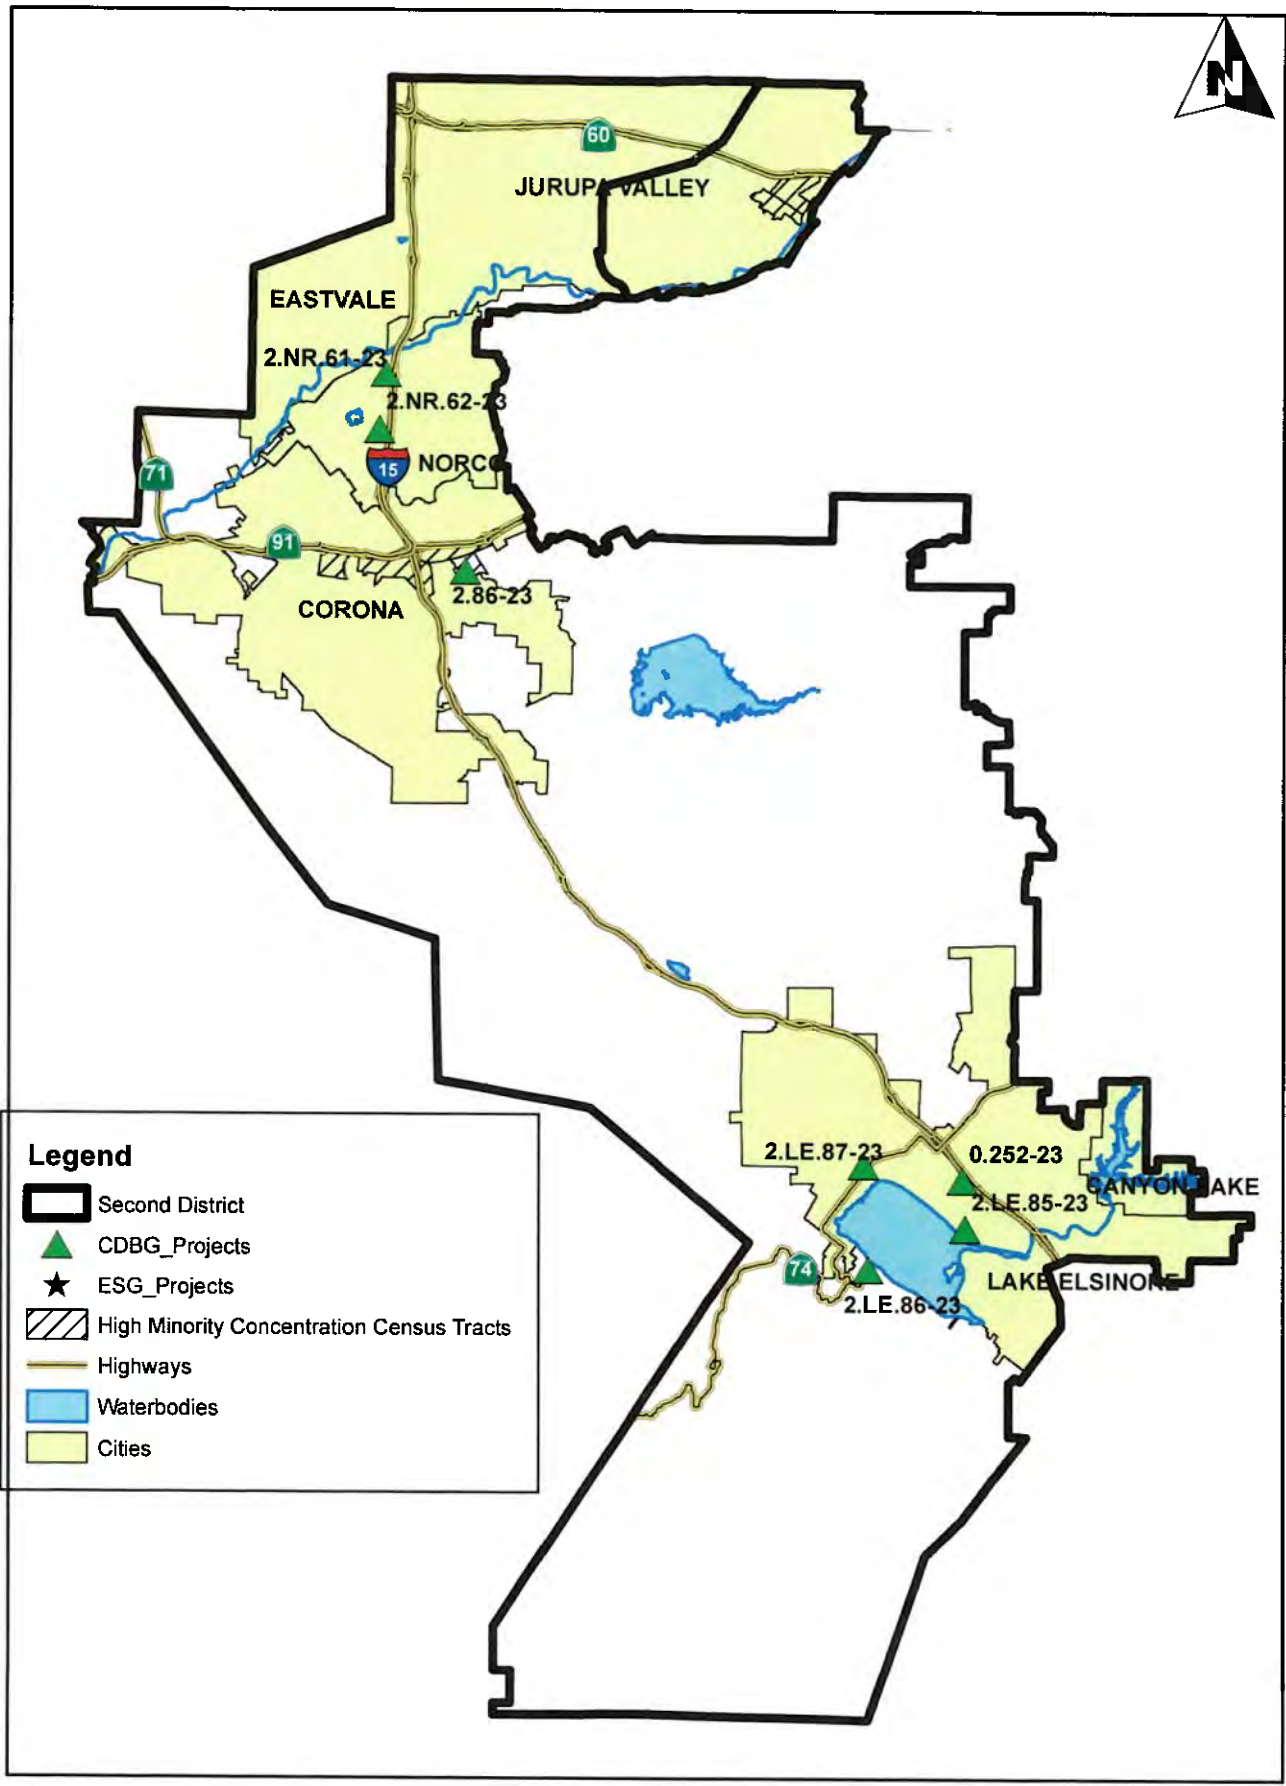 N
60
JURUPA VALLEY
EASTVALE
2.NR.61-23
2.NR.62-23
15
NORCO
71
91
2.86-23
CORONA
2.LE.87-23
0.252-23
CANYON LAKE
2.LE.85-23
74
LAKE ELSINORE
2.LE.86-23
Legend
Second District
CDBG_Projects
ESG_Projects
High Minority Concentration Census Tracts
Highways
Waterbodies
Cities